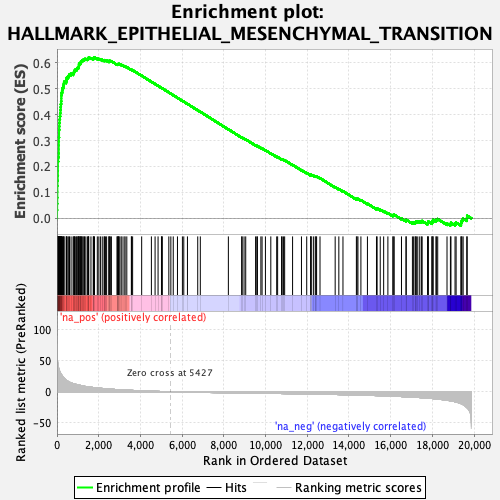 Enrichment plot:
HALLMARK_EPITHELIAL_MESENCHYMAL_TRANSITION
Enrichment score (ES)
0.6
0.5
0.4
0.3
0.2
0.1
0.0
'na_pos' (positively correlated)
Ranked list metric (PreRanked)
100
50
0
-50
Zero cross at 5427
'na_neg' (negatively correlated)
0
2,000
4,000
6,000
8,000
10,000
12,000
14,000
16,000
18,000
20,000
Rank in Ordered Dataset
Enrichment profile
Hits
Ranking metric scores